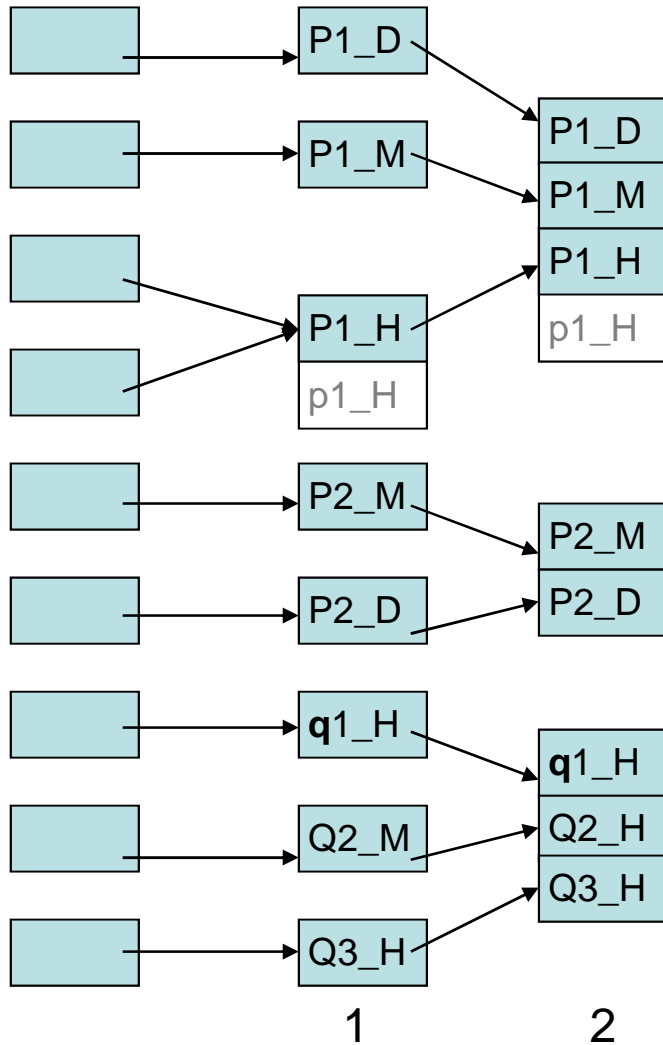 P1_D
P1_M
P1_H
p1_H
P2_M
P2_D
q1_H
Q2_M
Q3_H
1
P1_D
P1_M
P1_H
p1_H
P2_M
P2_D
q1_H
Q2_H
Q3_H
2